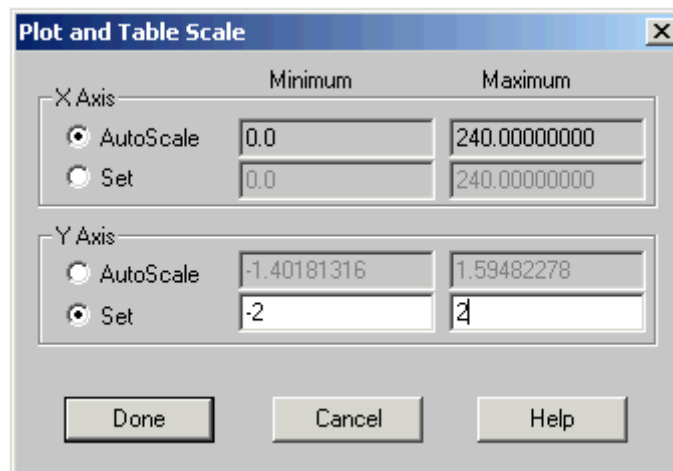 Plot and Table Scale
Minimum Maximum
X Axis
AutoScale 0.0 240.00000000
Set 0.0 240.00000000
Y Axis
AutoScale -1.40181316 1.59482278
Set -2 2
Done Cancel Help